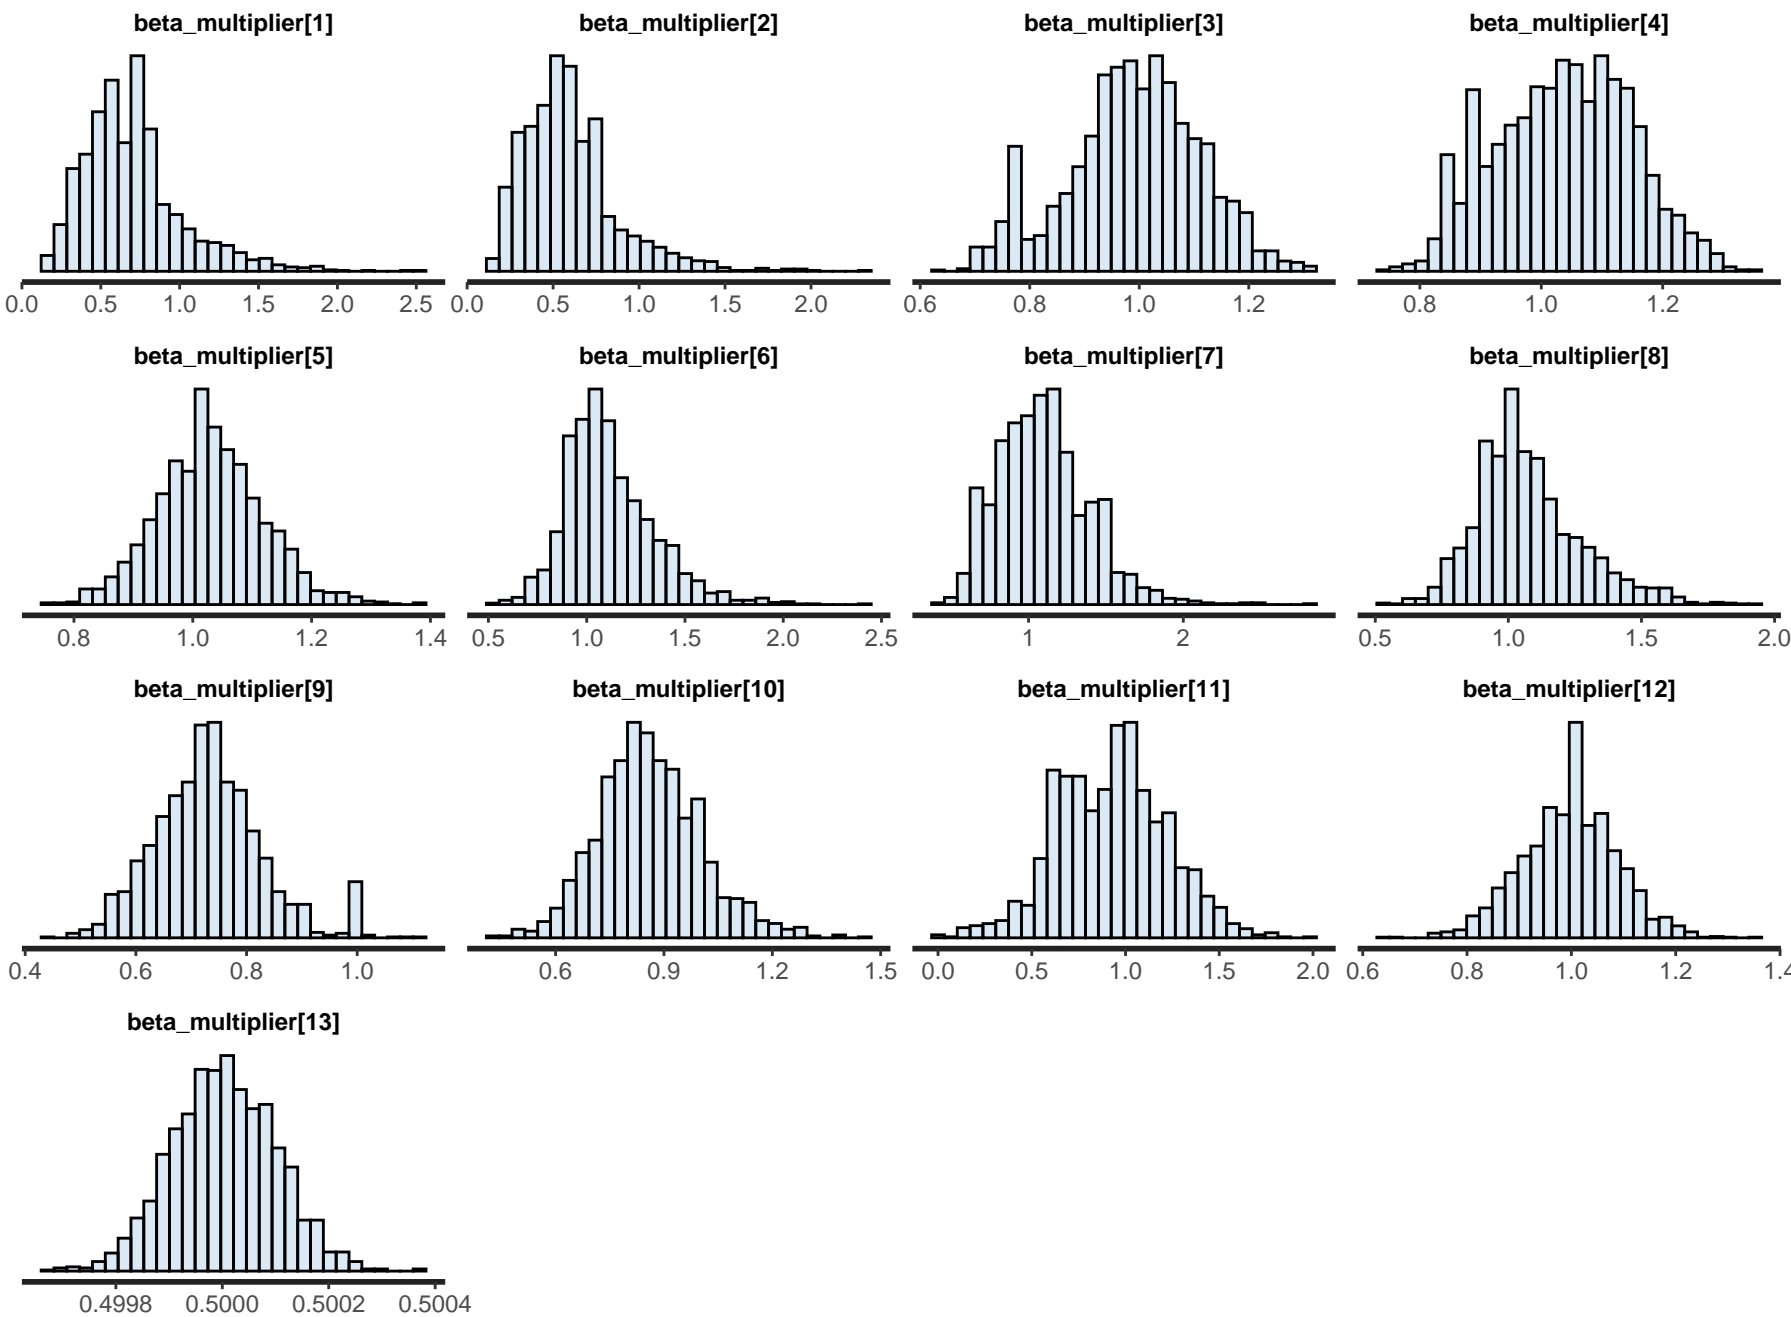 beta_multiplier[1] beta_multiplier[2] beta_multiplier[3] beta_multiplier[4]
0.0 0.5 1.0 1.5 2.0 2.5 0.0 0.5 1.0 1.5 2.0 0.6 0.8 1.0 1.2 0.8 1.0 1.2
beta_multiplier[5] beta_multiplier[6] beta_multiplier[7] beta_multiplier[8]
0.8 1.0 1.2 1.4 0.5 1.0 1.5 2.0 2.5 1 2 0.5 1.0 1.5 2.0
beta_multiplier[9] beta_multiplier[10] beta_multiplier[11] beta_multiplier[12]
0.4 0.6 0.8 1.0 0.6 0.9 1.2 1.5 0.0 0.5 1.0 1.5 2.0 0.6 0.8 1.0 1.2 1.4
beta_multiplier[13]
0.4998 0.5000 0.5002 0.5004